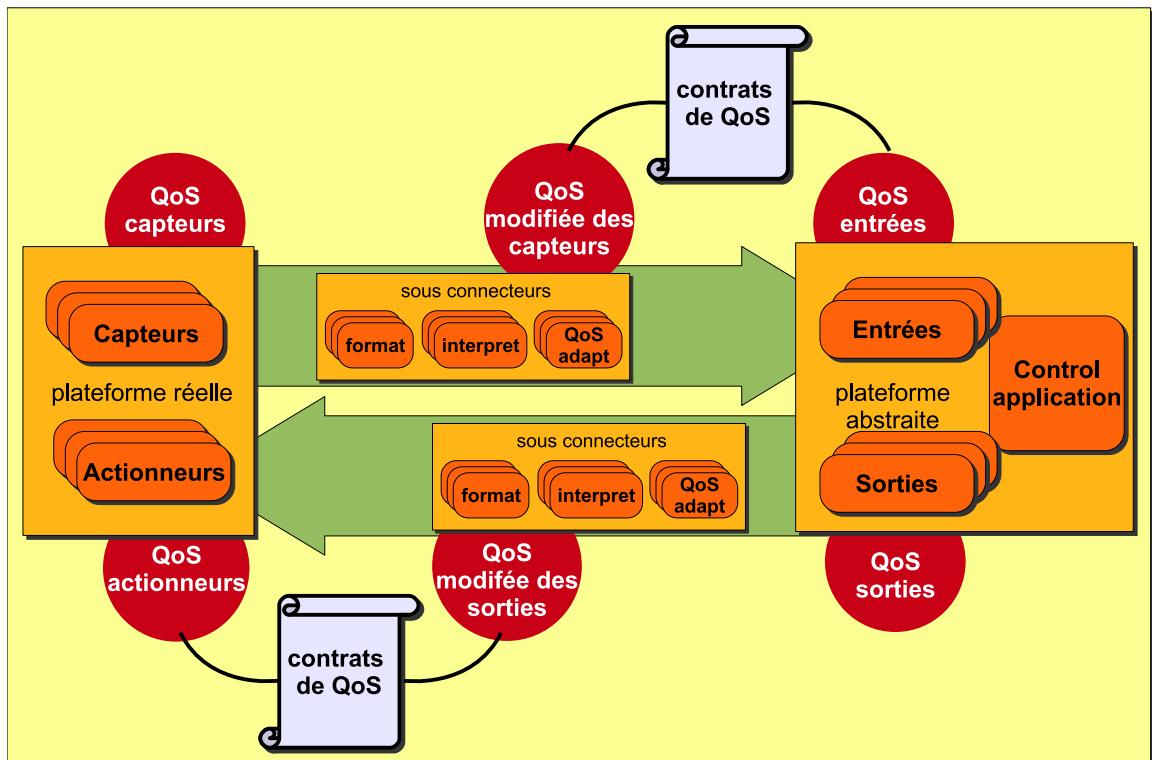 contrats
de QoS
QoS
capteurs
QoS
modifiée des
capteurs
QoS
entrées
sous connecteurs
format
interpret
QoS
adapt
Capteurs
plateforme réelle
Actionneurs
Entrées
plateforme
abstraite
Control
application
Sorties
sous connecteurs
format
interpret
QoS
adapt
QoS
actionneurs
QoS
modifée des
sorties
QoS
sorties
contrats
de QoS